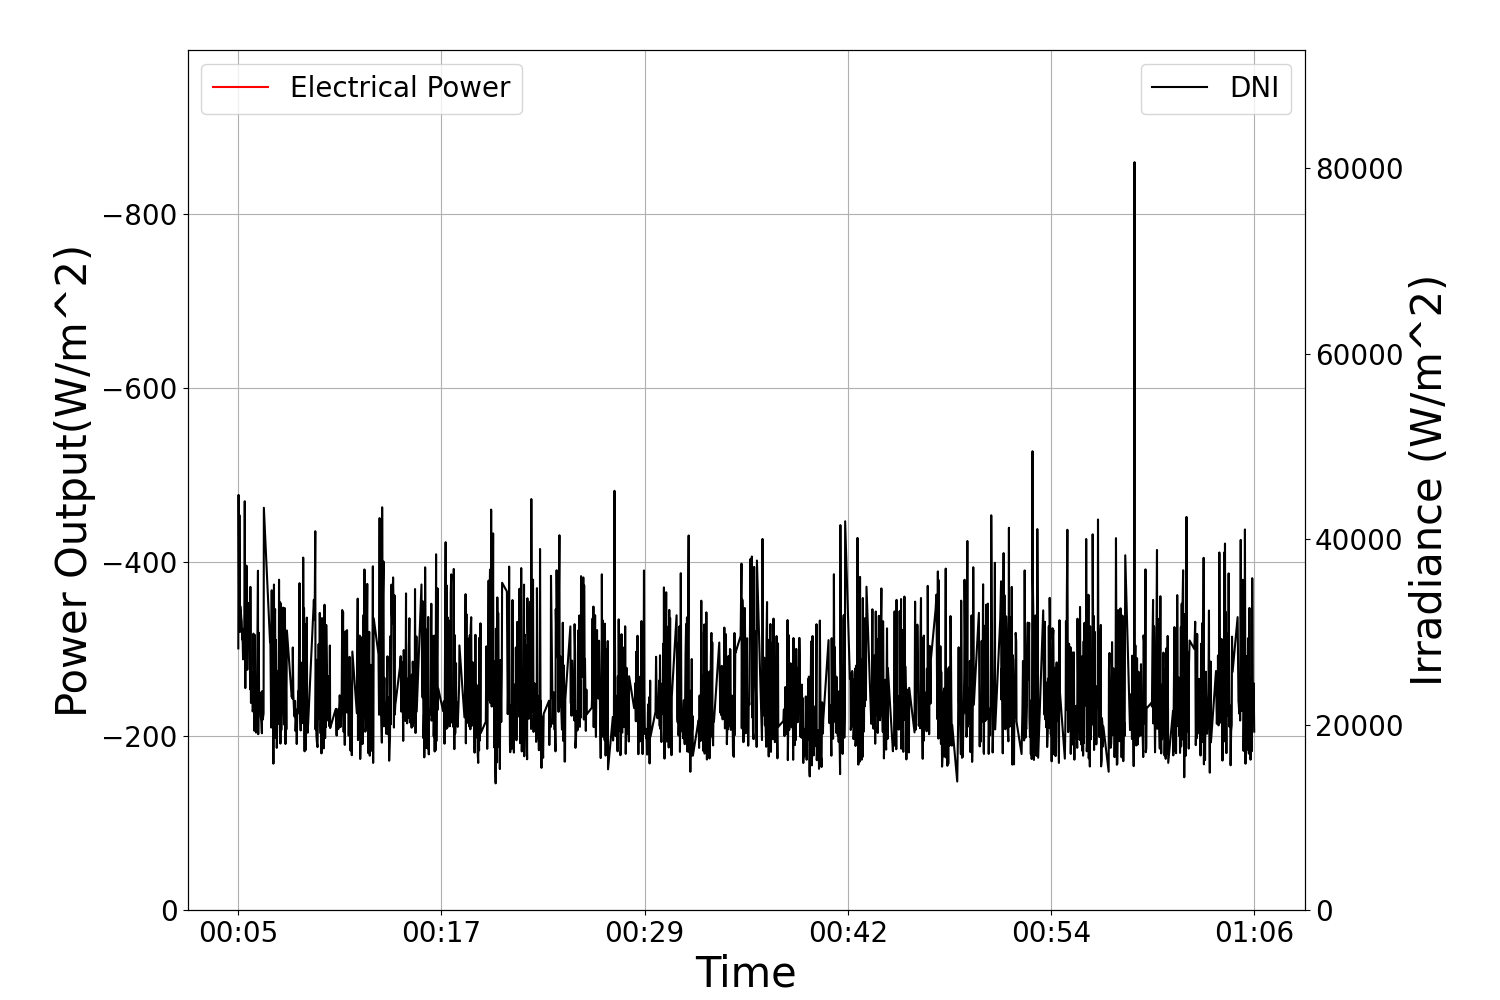 Electrical Power
DNI
Power Output(W/m^2)
−800
−600
−400
−200
0
80000
60000
40000
20000
0
Irradiance (W/m^2)
00:05 00:17 00:29 00:42 00:54 01:06
Time